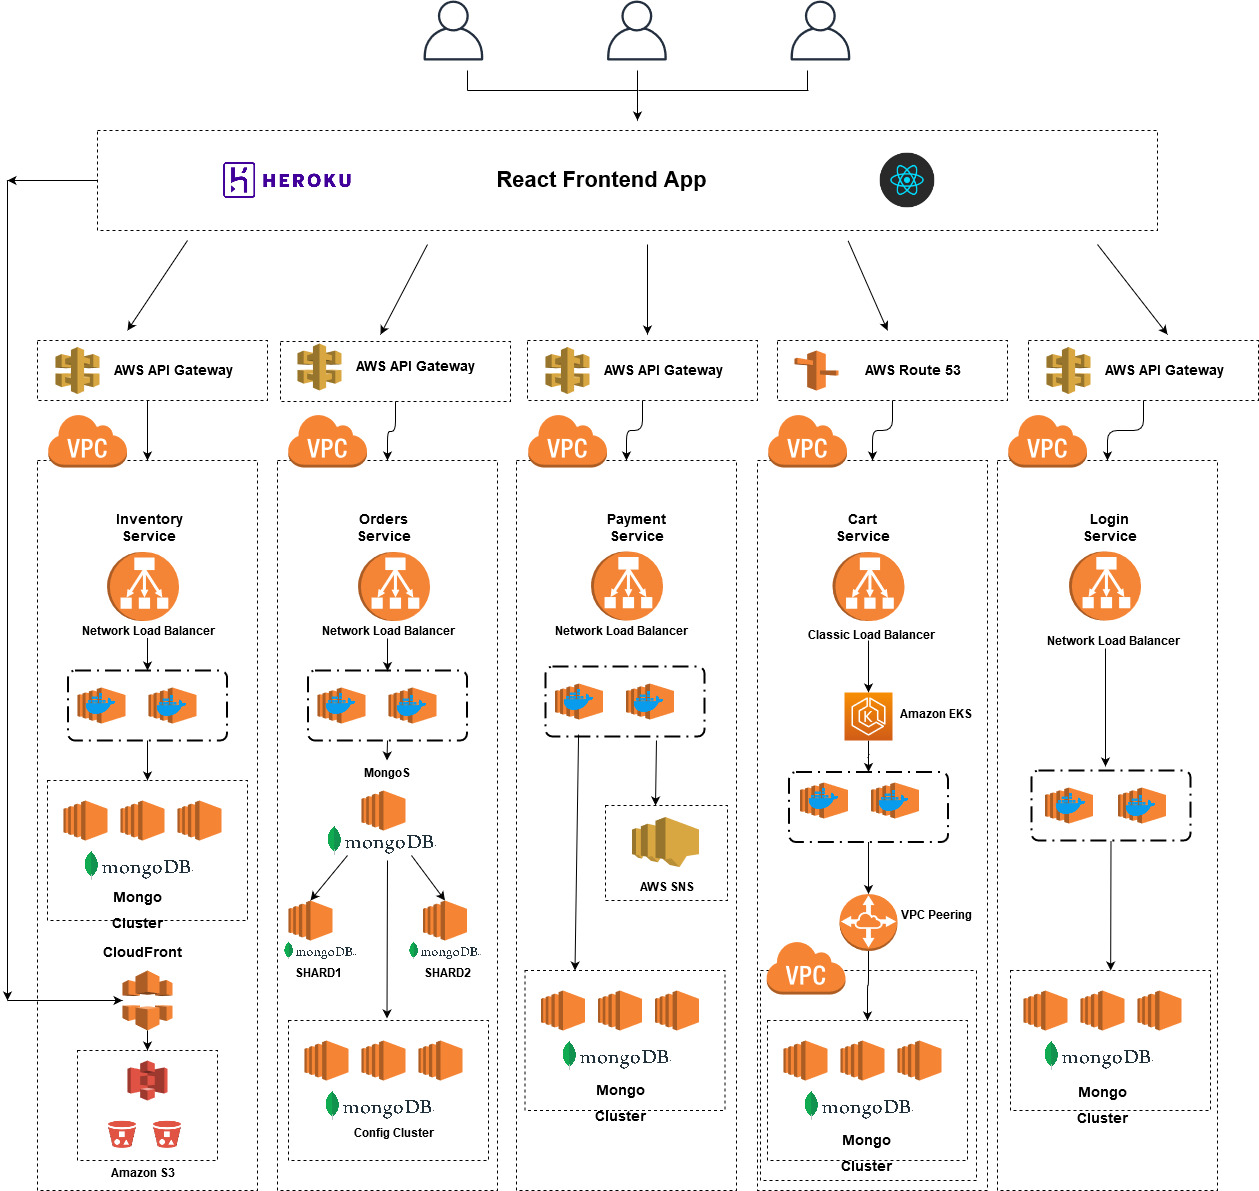 HEROKU
React Frontend App
AWS API Gateway
AWS API Gateway
AWS API Gateway
AWS Route 53
AWS API Gateway
VPC
VPC
VPC
VPC
VPC
Inventory
Service
Network Load Balancer
mongoDB
Mongo
Cluster
CloudFront
Amazon S3
Orders
Service
Network Load Balancer
MongoS
mongoDB
mongoDB
SHARD1
mongoDB
SHARD2
mongoDB
Config Cluster
Payment
Service
Network Load Balancer
AWS SNS
mongoDB
Mongo
Cluster
Cart
Service
Classic Load Balancer
K
Amazon EKS
VPC Peering
VPC
mongoDB
Mongo
Cluster
Login
Service
Network Load Balancer
mongoDB
Mongo
Cluster